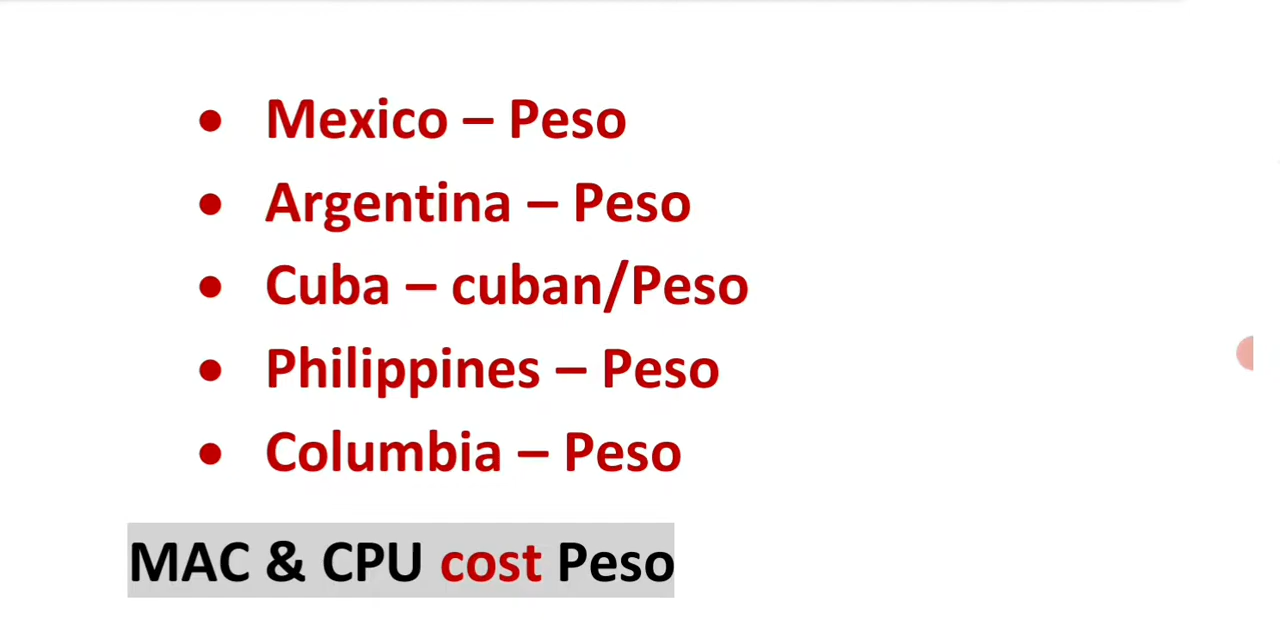 • Mexico – Peso
• Argentina – Peso
• Cuba – cuban/Peso
• Philippines – Peso
• Columbia – Peso
MAC & CPU cost Peso